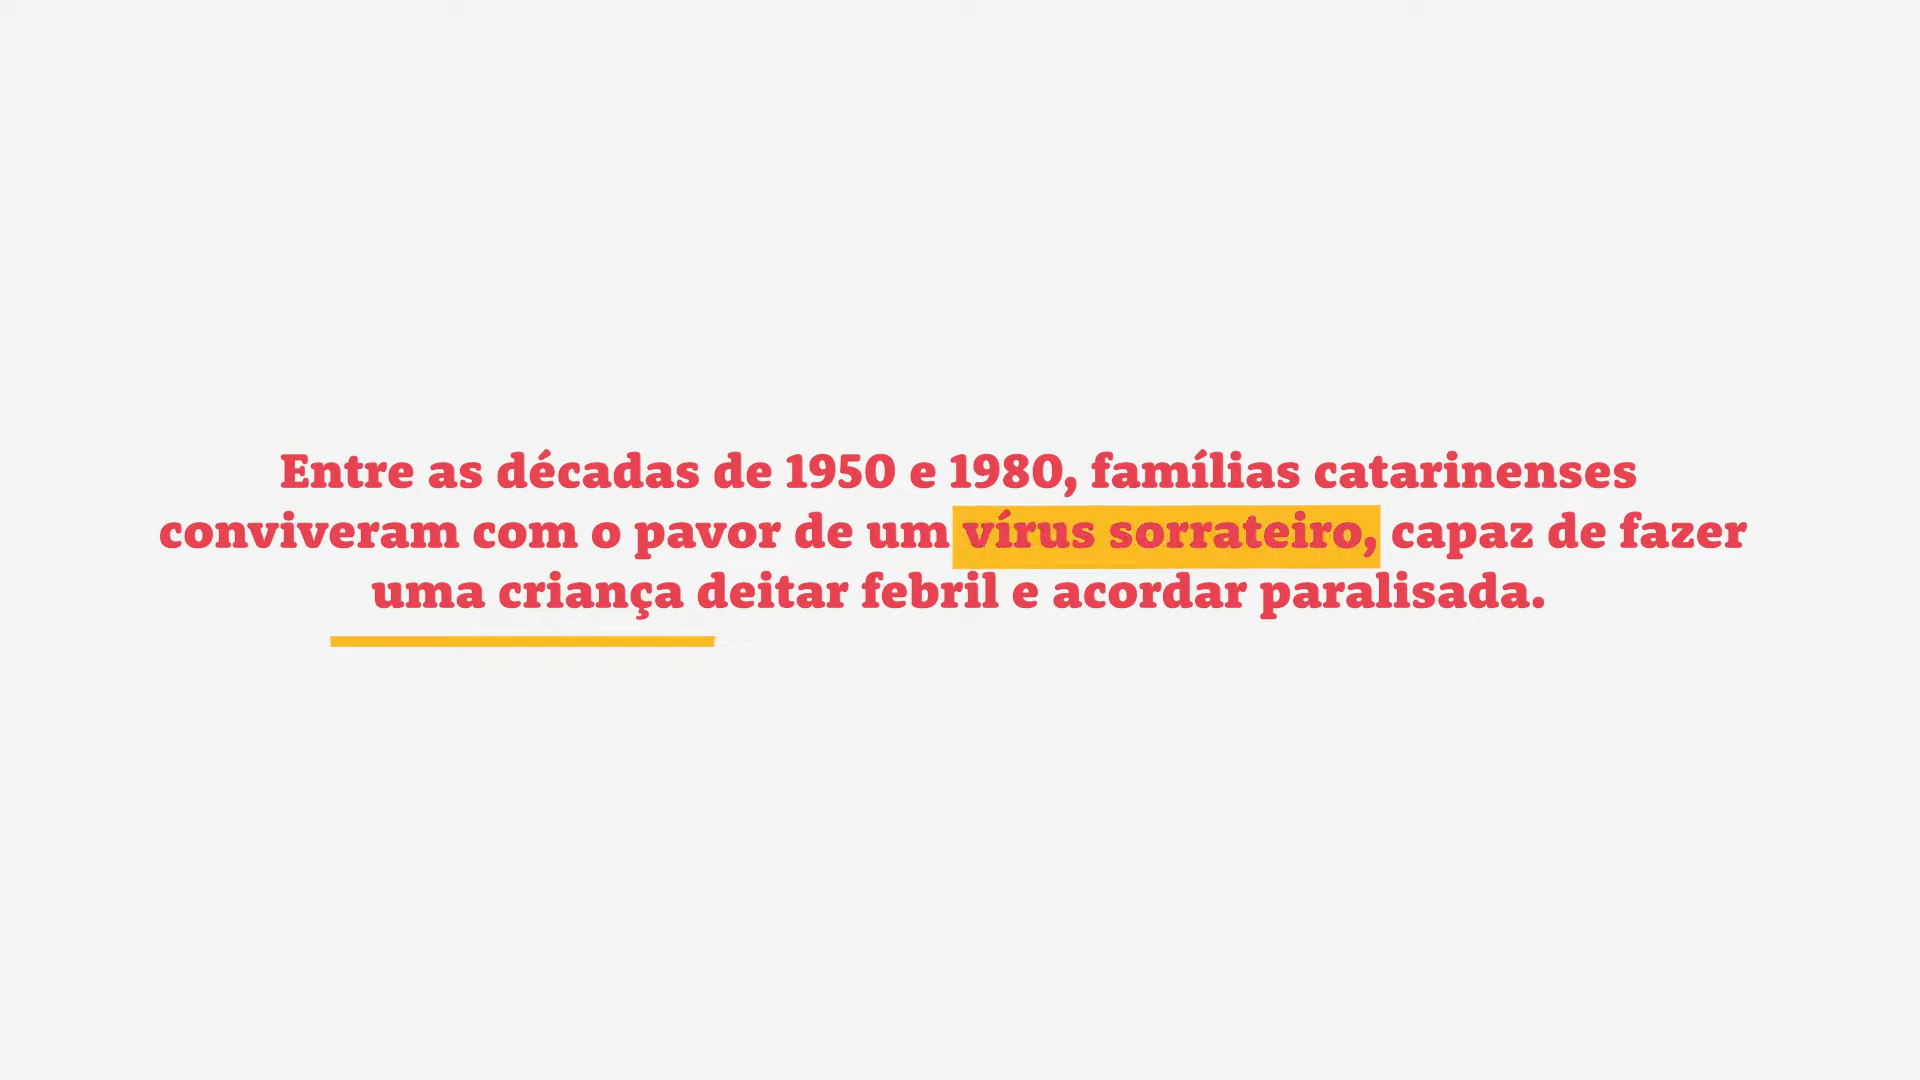 Entre as décadas de 1950 e 1980, famílias catarinenses
conviveram com o pavor de um vírus sorrateiro, capaz de fazer
uma criança deitar febril e acordar paralisada.